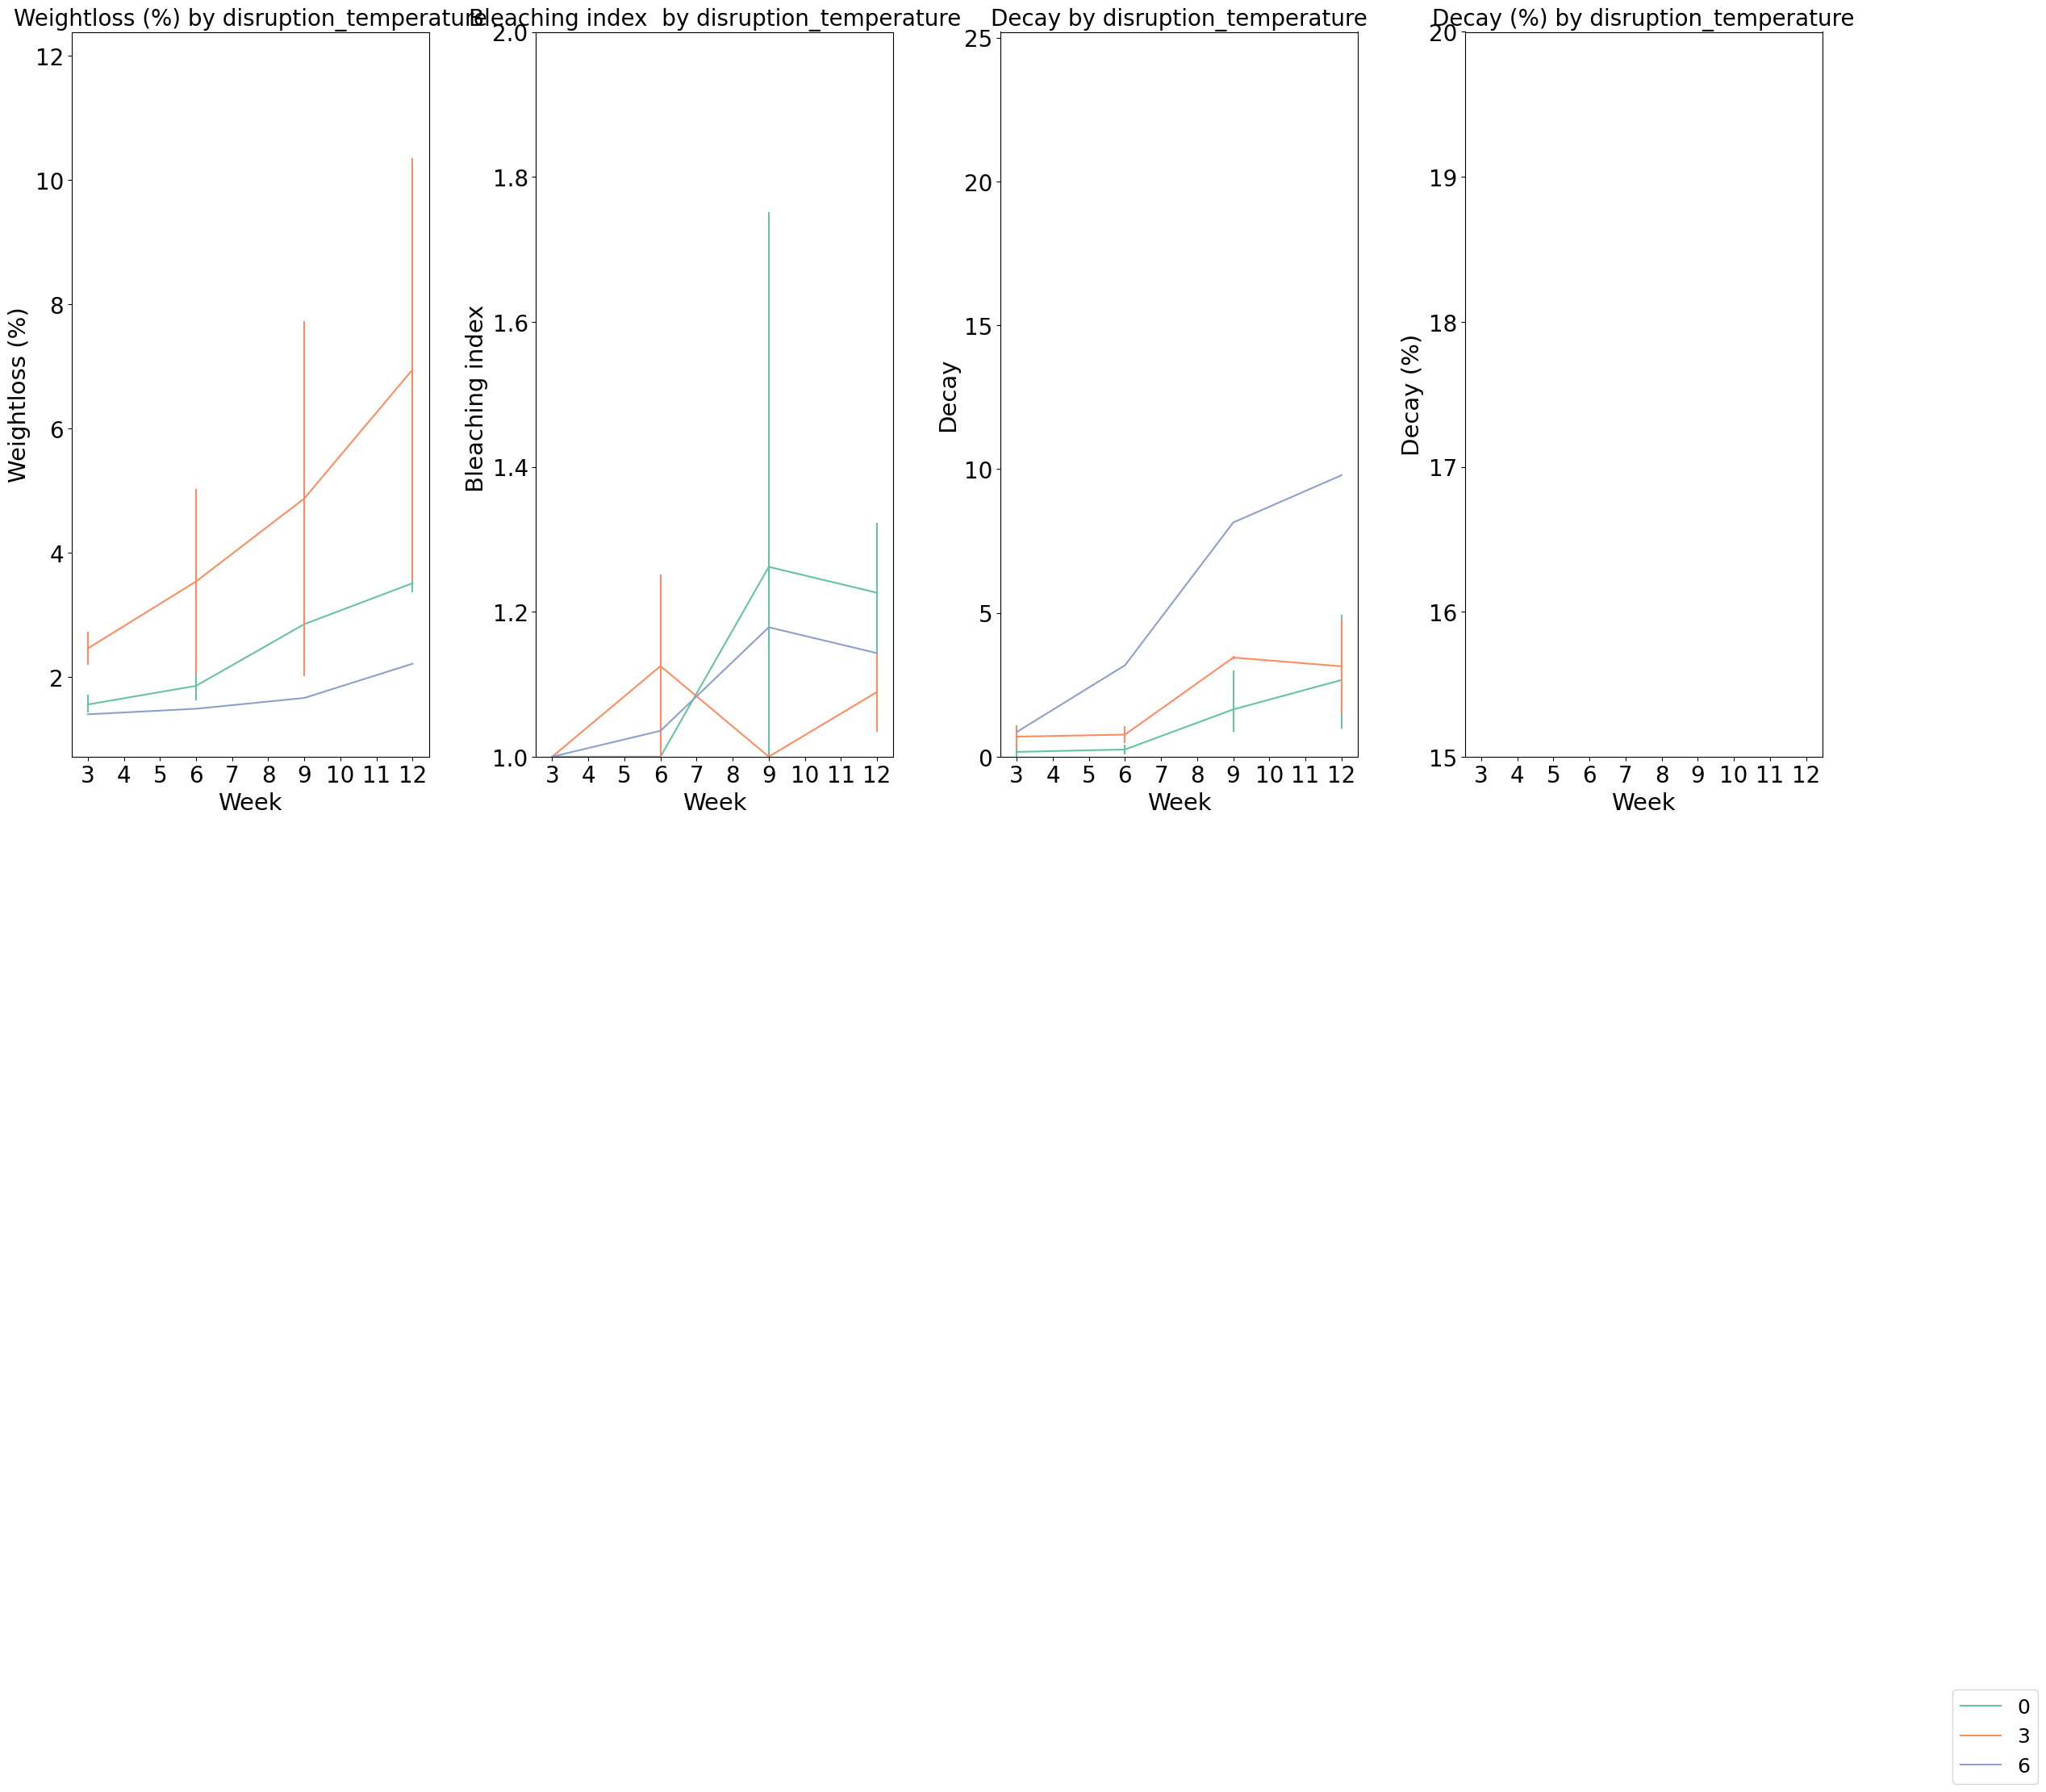 Weightloss (%) by disruption_temperature
Bleaching index  by disruption_temperature
Decay by disruption_temperature
Decay (%) by disruption_temperature
Weightloss (%)
12
10
8
6
4
2
3 4 5 6 7 8 9 10 11 12
Week
Bleaching index
2.0
1.8
1.6
1.4
1.2
1.0
3 4 5 6 7 8 9 10 11 12
Week
Decay
25
20
15
10
5
0
3 4 5 6 7 8 9 10 11 12
Week
Decay (%)
20
19
18
17
16
15
3 4 5 6 7 8 9 10 11 12
Week
0
3
6